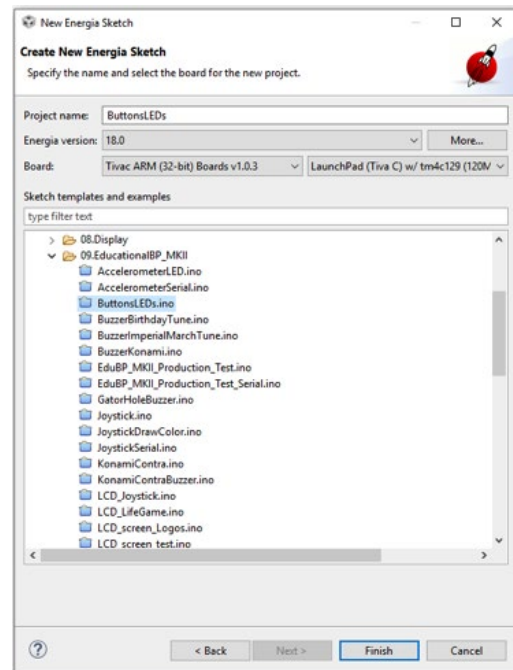 New Energia Sketch
Create New Energia Sketch
Specify the name and select the board for the new project.
Project name: ButtonsLEDs
Energia version: 18.0 More...
Board: Tivac ARM (32-bit) Boards v1.0.3 LaunchPad (Tiva C) w/ tm4c129 (120M
Sketch templates and examples
type filter text
08.Display
09.EducationalBP_MKII
AccelerometerLED.ino
AccelerometerSerial.ino
ButtonsLEDs.ino
BuzzerBirthdayTune.ino
BuzzerImperialMarchTune.ino
BuzzerKonami.ino
EduBP_MKII_Production_Test.ino
EduBP_MKII_Production_Test_Serial.ino
GatorHoleBuzzer.ino
Joystick.ino
JoystickDrawColor.ino
JoystickSerial.ino
KonamiContra.ino
KonamiContraBuzzer.ino
LCD_Joystick.ino
LCD_LifeGame.ino
LCD_screen_Logos.ino
LCD_screen_test.ino
? < Back Next > Finish Cancel